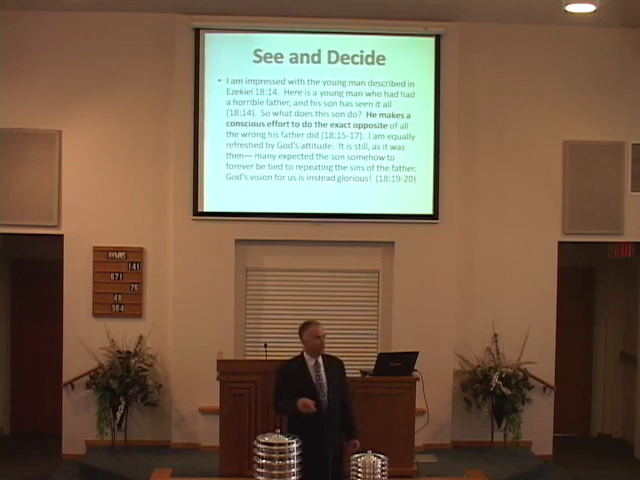 See and Decide
• I am impressed with the young man described in
Ezekiel 18:14. Here is a young man who had had
a horrible father, and his son has seen it all
(18:14). So what does this son do? He makes a
conscious effort to do the exact opposite of all
the wrong his father did (18:15-17). I am equally
refreshed by God's attitude. It is still, as it was
then— many expected the son somehow to
forever be tied to repeating the sins of the father.
God's vision for us is instead glorious! (18:19-20)
HYMNS
141
671
76
46
564
EXIT